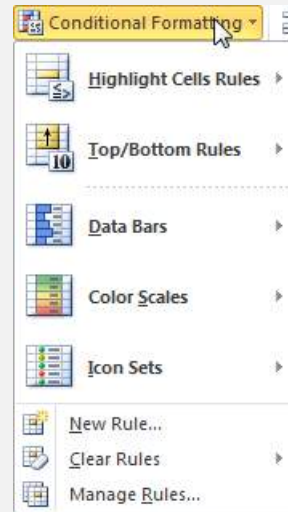 Conditional Formatting
Highlight Cells Rules
10
Top/Bottom Rules
Data Bars
Color Scales
Icon Sets
New Rule...
Clear Rules
Manage Rules...